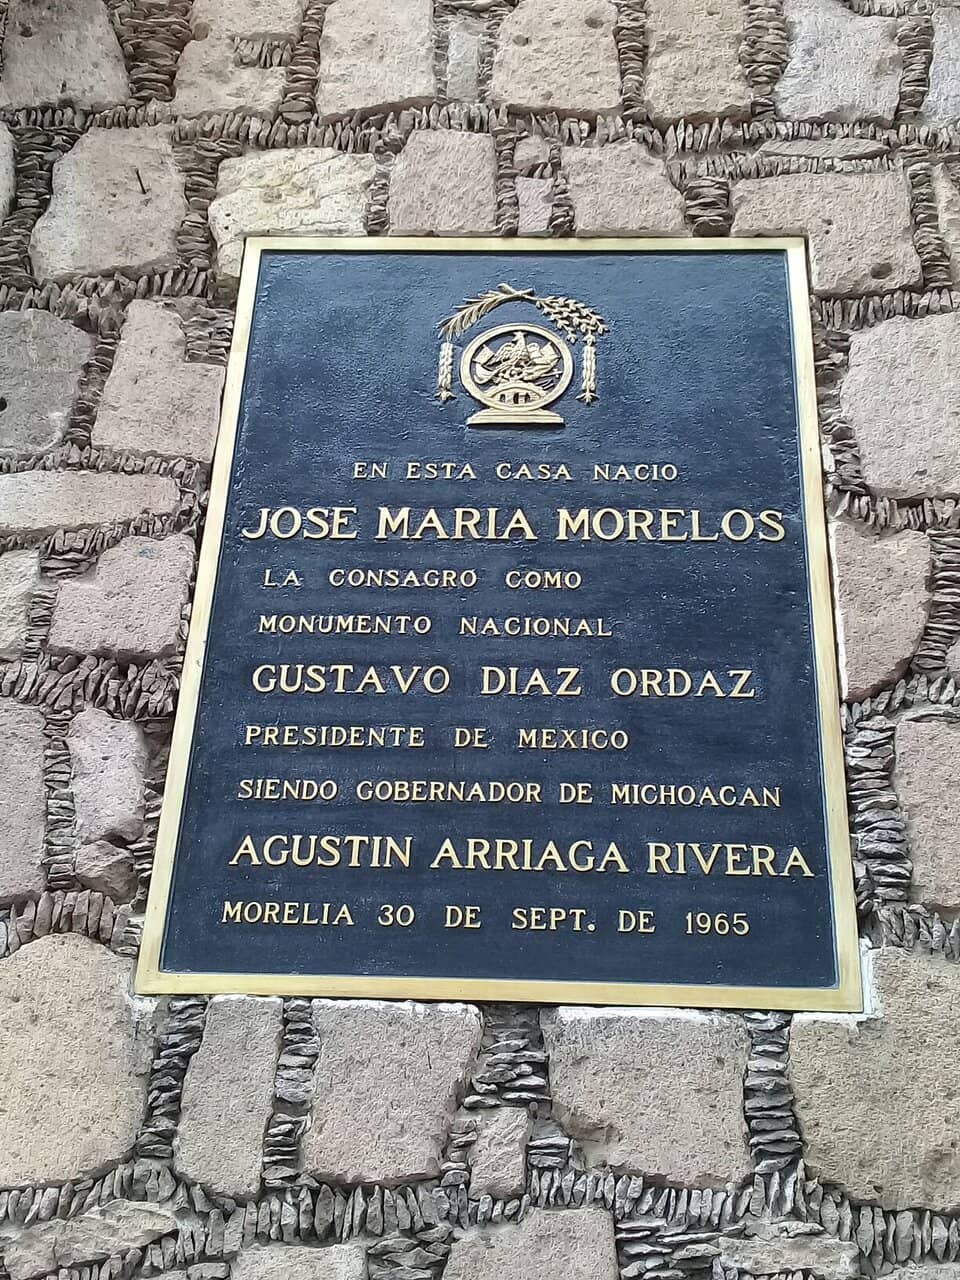 EN ESTA CASA NACIO
JOSE MARIA MORELOS
LA CONSAGRO COMO
MONUMENTO NACIONAL
GUSTAVO DIAZ ORDAZ
PRESIDENTE DE MEXICO
SIENDO GOBERNADOR DE MICHOACAN
AGUSTIN ARRIAGA RIVERA
MORELIA 30 DE SEPT. DE 1965